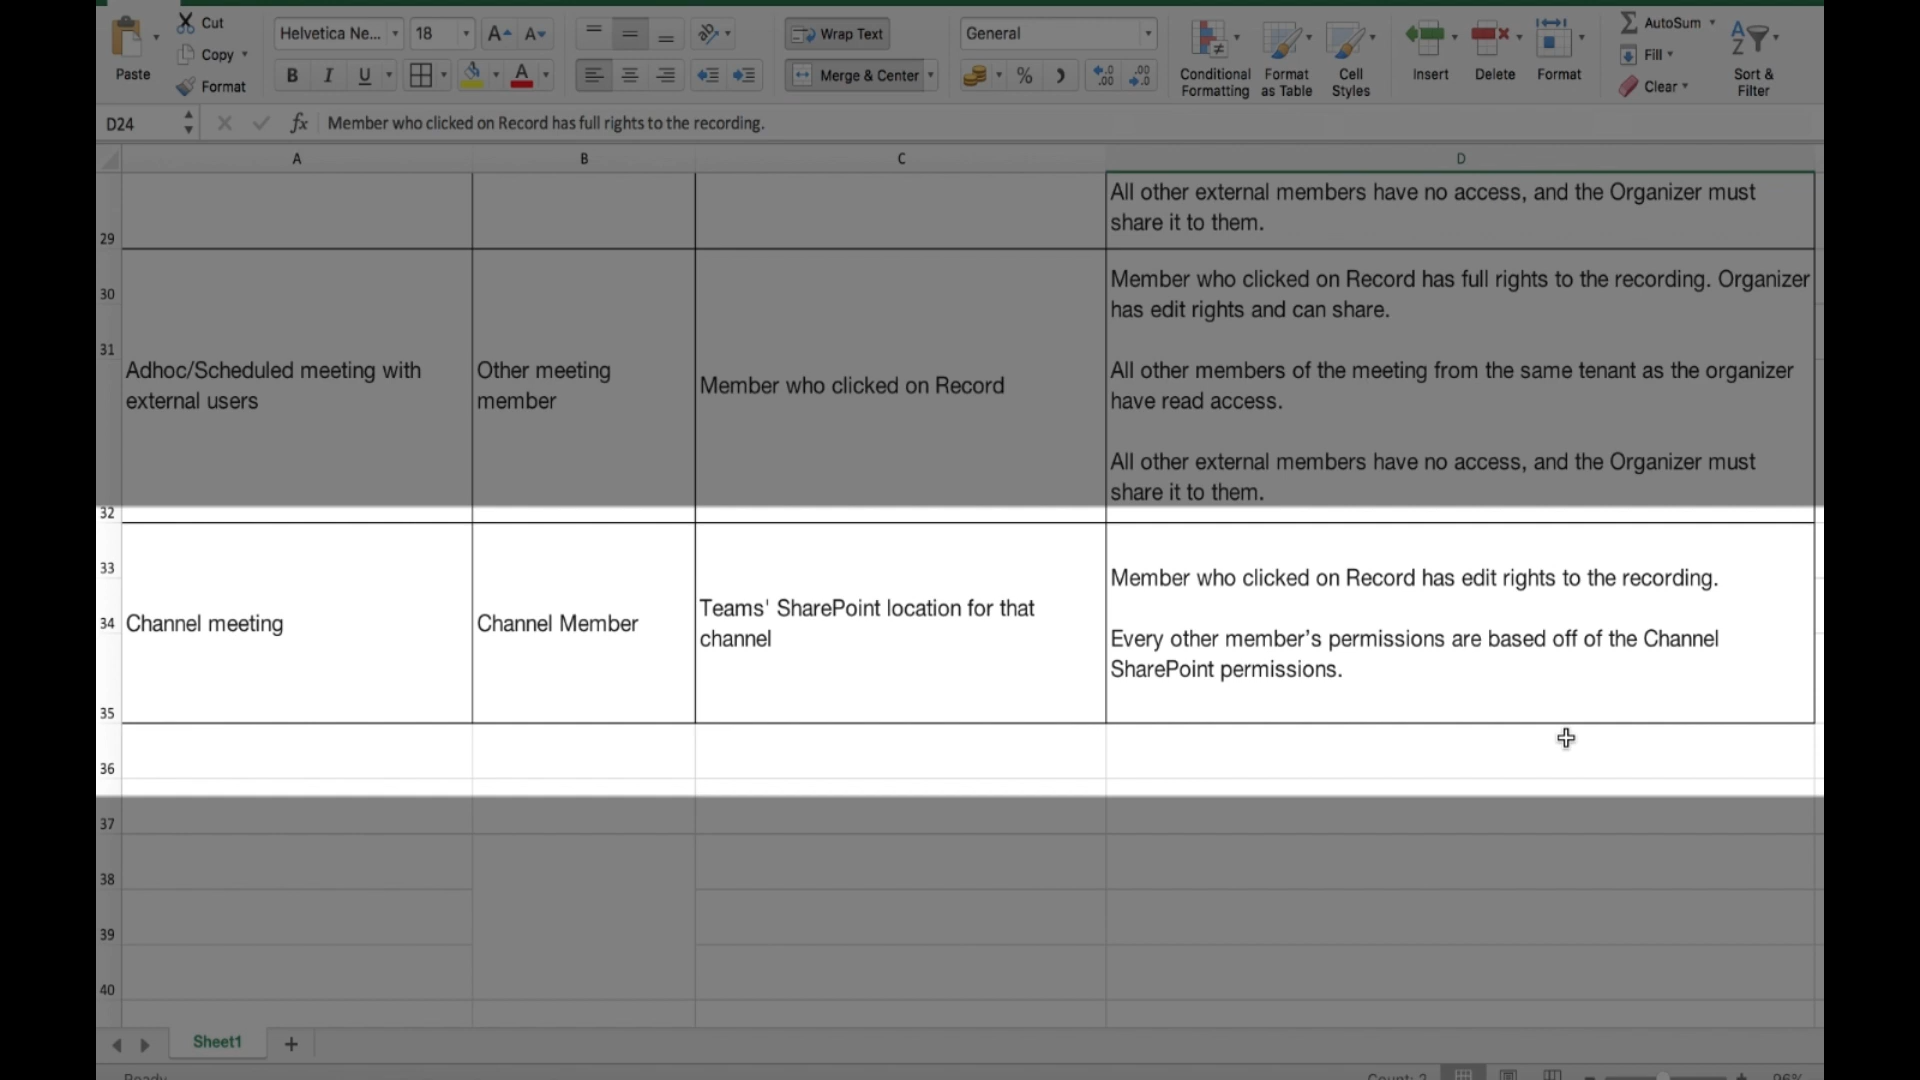 Cut
Copy
Format
Paste
Helvetica Ne...
18
A
A
B
I
U
A
Wrap Text
Merge & Center
General
%
.0
.00
.00
.0
Conditional
Formatting
Format
as Table
Cell
Styles
Insert
Delete
Format
AutoSum
Fill
Clear
A
Z
Sort &
Filter
D24
fx
Member who clicked on Record has full rights to the recording.
A
B
C
D
All other external members have no access, and the Organizer must
share it to them.
29
30
31
32
Adhoc/Scheduled meeting with
external users
Other meeting
member
Member who clicked on Record
Member who clicked on Record has full rights to the recording. Organizer
has edit rights and can share.
All other members of the meeting from the same tenant as the organizer
have read access.
All other external members have no access, and the Organizer must
share it to them.
33
34
35
Channel meeting
Channel Member
Teams' SharePoint location for that
channel
Member who clicked on Record has edit rights to the recording.
Every other member’s permissions are based off of the Channel
SharePoint permissions.
36
37
38
39
40
Sheet1
Ready
Count: 2
96%